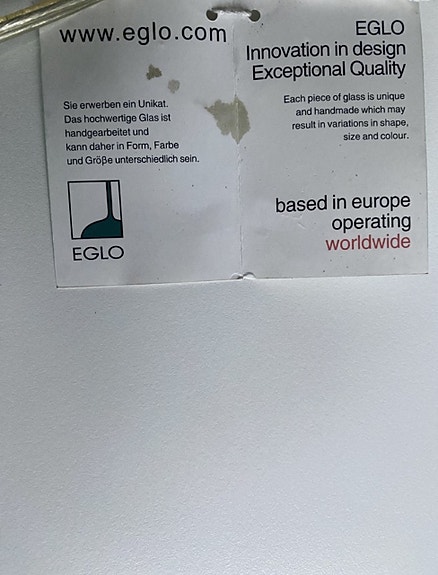 www.eglo.com
Sie erwerben ein Unikat.
Das hochwertige Glas ist
handgearbeitet und
kann daher in Form, Farbe
und Größe unterschiedlich sein.
EGLO
EGLO
Innovation in design
Exceptional Quality
Each piece of glass is unique
and handmade which may
result in variations in shape,
size and colour.
based in europe
operating
worldwide